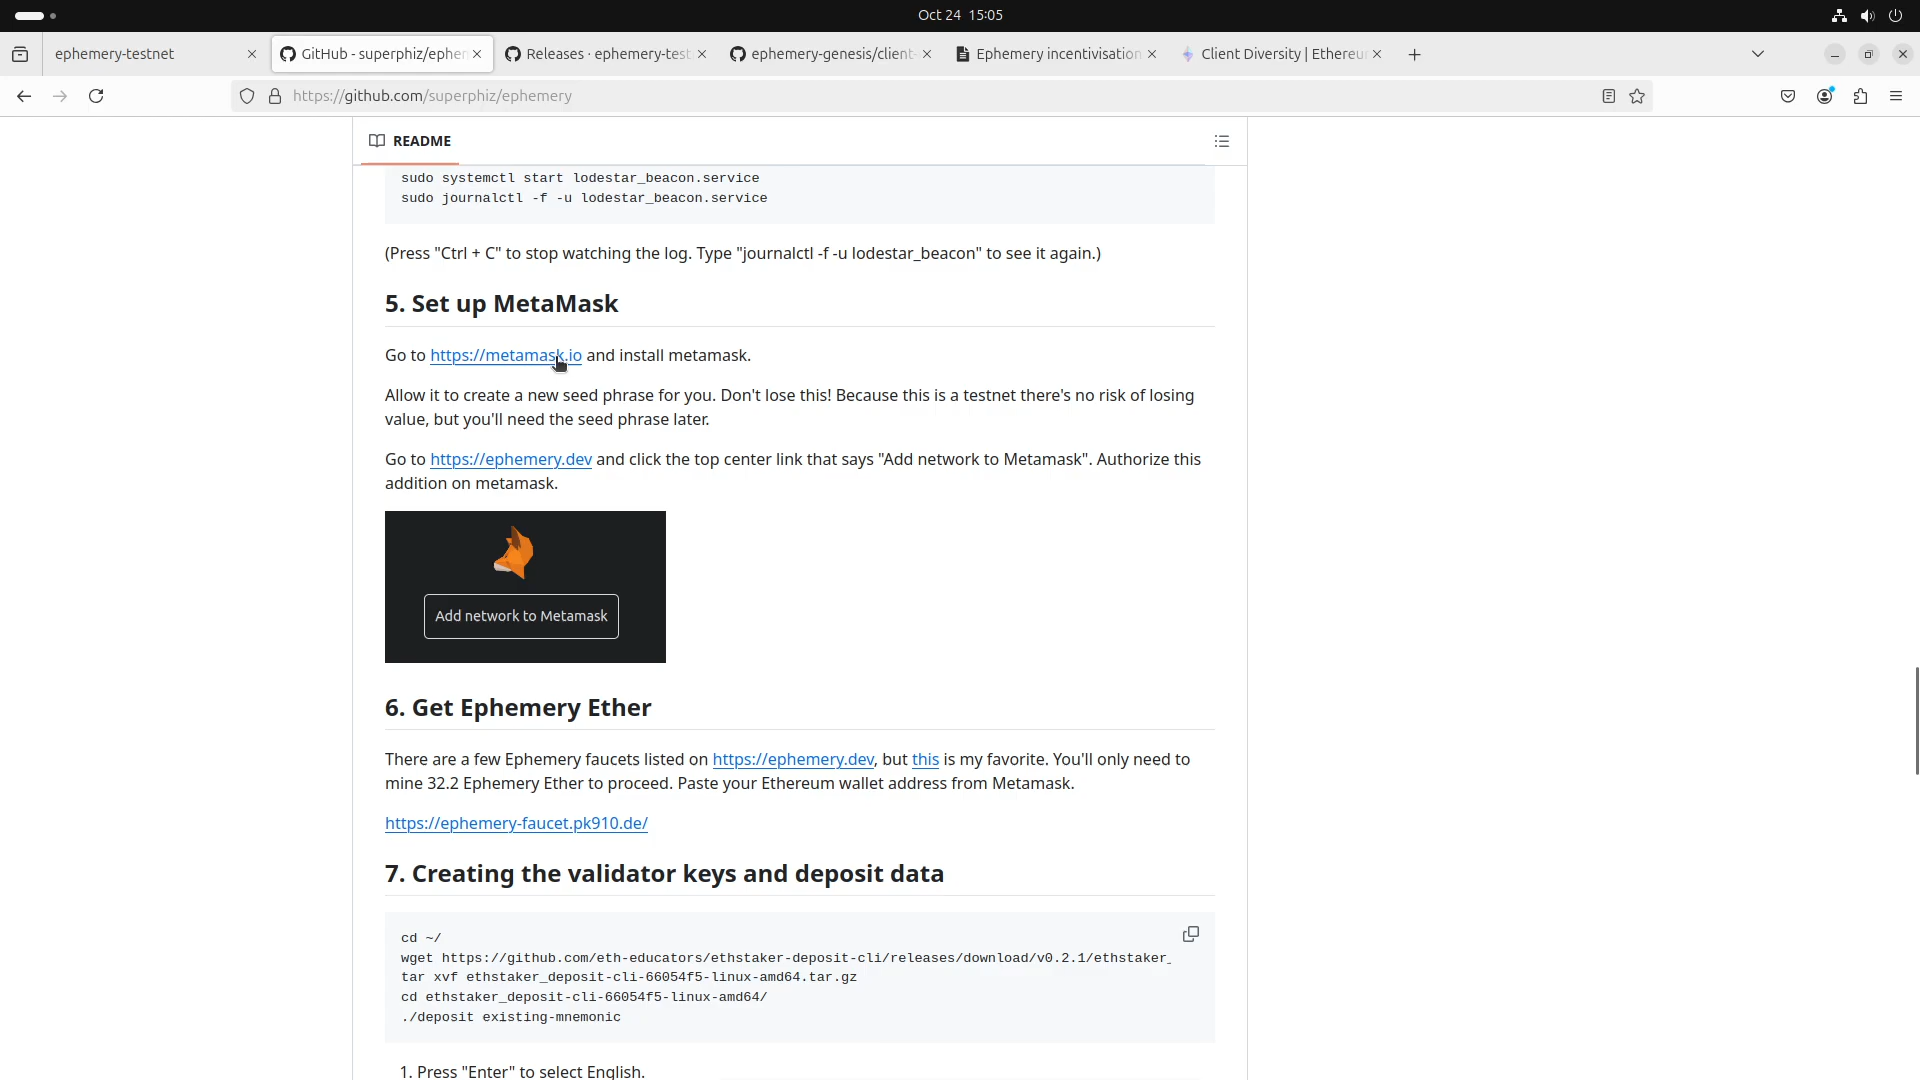 Oct 24 15:05
ephemery-testnet
GitHub - superphiz/ephem
Releases · ephemery-test
ephemery-genesis/client-
Ephemery incentivisation
Client Diversity | Ethereu
https://github.com/superphiz/ephemery
README
sudo systemctl start lodestar_beacon.service
sudo journalctl -f -u lodestar_beacon.service
(Press "Ctrl + C" to stop watching the log. Type "journalctl -f -u lodestar_beacon" to see it again.)
5. Set up MetaMask
Go to https://metamask.io and install metamask.
Allow it to create a new seed phrase for you. Don't lose this! Because this is a testnet there's no risk of losing
value, but you'll need the seed phrase later.
Go to https://ephemery.dev and click the top center link that says "Add network to Metamask". Authorize this
addition on metamask.
Add network to Metamask
6. Get Ephemery Ether
There are a few Ephemery faucets listed on https://ephemery.dev, but this is my favorite. You'll only need to
mine 32.2 Ephemery Ether to proceed. Paste your Ethereum wallet address from Metamask.
https://ephemery-faucet.pk910.de/
7. Creating the validator keys and deposit data
cd ~/
wget https://github.com/eth-educators/ethstaker-deposit-cli/releases/download/v0.2.1/ethstaker_
tar xvf ethstaker_deposit-cli-66054f5-linux-amd64.tar.gz
cd ethstaker_deposit-cli-66054f5-linux-amd64/
./deposit existing-mnemonic
1. Press "Enter" to select English.